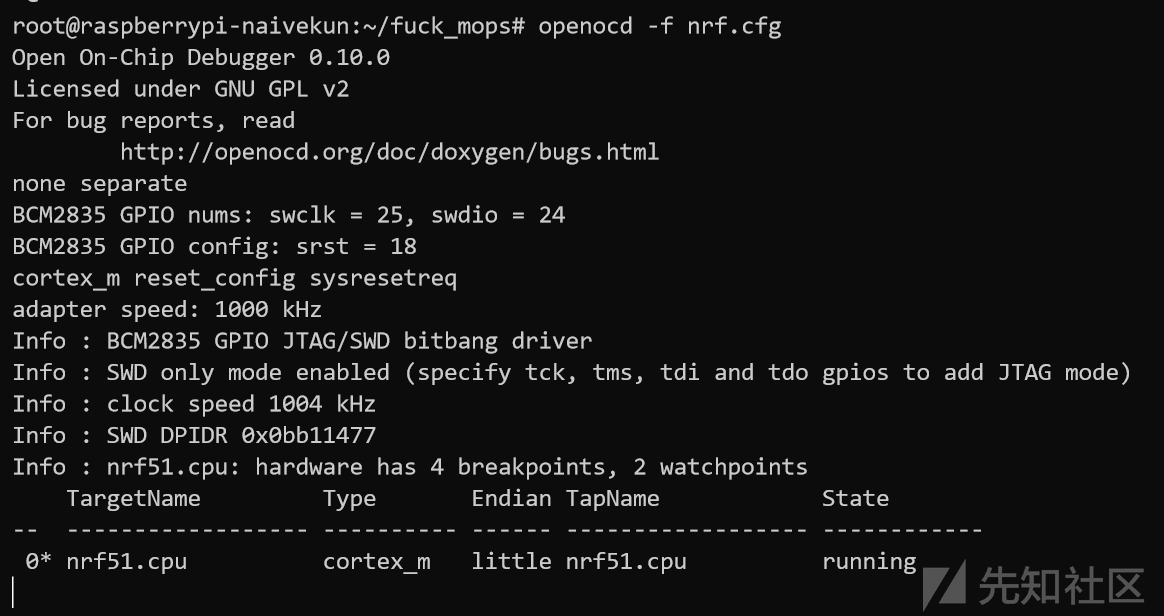 root@raspberrypi-naivekun:~/fuck_mops# openocd -f nrf.cfg
Open On-Chip Debugger 0.10.0
Licensed under GNU GPL v2
For bug reports, read
        http://openocd.org/doc/doxygen/bugs.html
none separate
BCM2835 GPIO nums: swclk = 25, swdio = 24
BCM2835 GPIO config: srst = 18
cortex_m reset_config sysresetreq
adapter speed: 1000 kHz
Info : BCM2835 GPIO JTAG/SWD bitbang driver
Info : SWD only mode enabled (specify tck, tms, tdi and tdo gpios to add JTAG mode)
Info : clock speed 1004 kHz
Info : SWD DPIDR 0x0bb11477
Info : nrf51.cpu: hardware has 4 breakpoints, 2 watchpoints
    TargetName         Type       Endian TapName            State
--  ------------------ ---------- ------ ------------------ ------------
 0* nrf51.cpu          cortex_m   little nrf51.cpu          running
先知社区